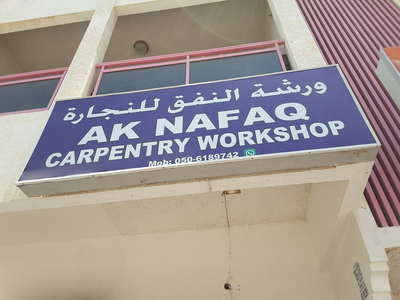 ورشة النفق للنجارة
AK NAFAQ
CARPENTRY WORKSHOP
Mob: 050-6189742